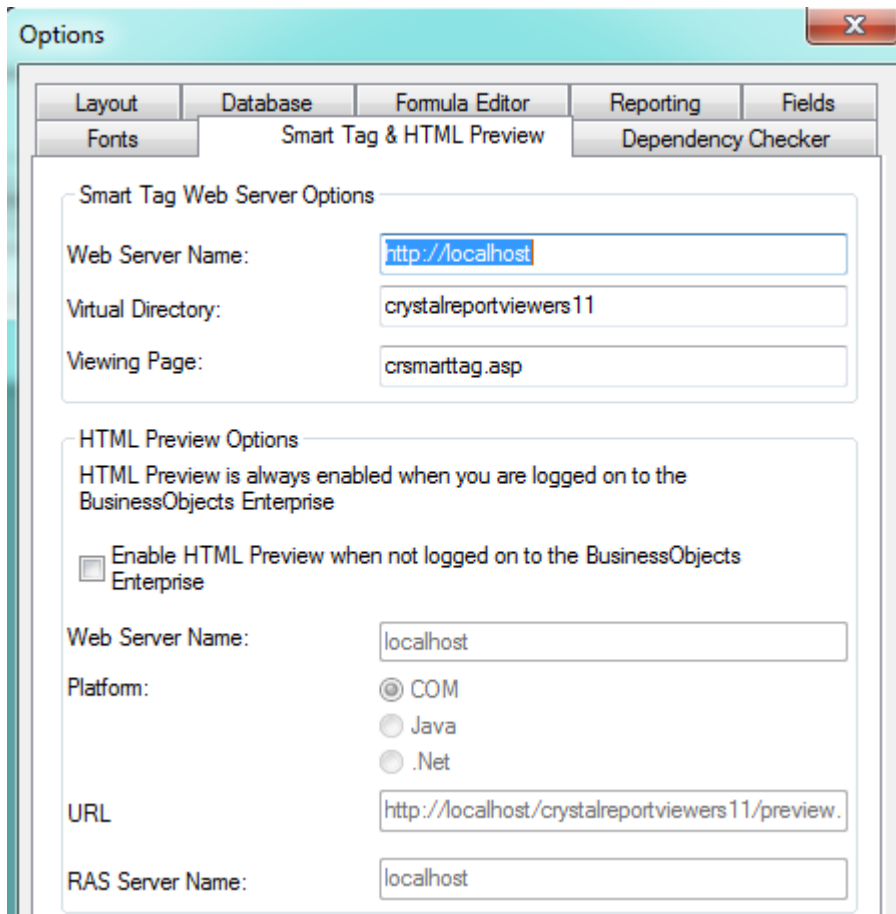 Options
Layout Database Formula Editor Reporting Fields
Fonts Smart Tag & HTML Preview Dependency Checker
Smart Tag Web Server Options
Web Server Name: http://localhost
Virtual Directory: crystalreportviewers11
Viewing Page: crsmarttag.asp
HTML Preview Options
HTML Preview is always enabled when you are logged on to the
BusinessObjects Enterprise
Enable HTML Preview when not logged on to the BusinessObjects
Enterprise
Web Server Name: localhost
Platform: COM
Java
.Net
URL http://localhost/crystalreportviewers11/preview.
RAS Server Name: localhost